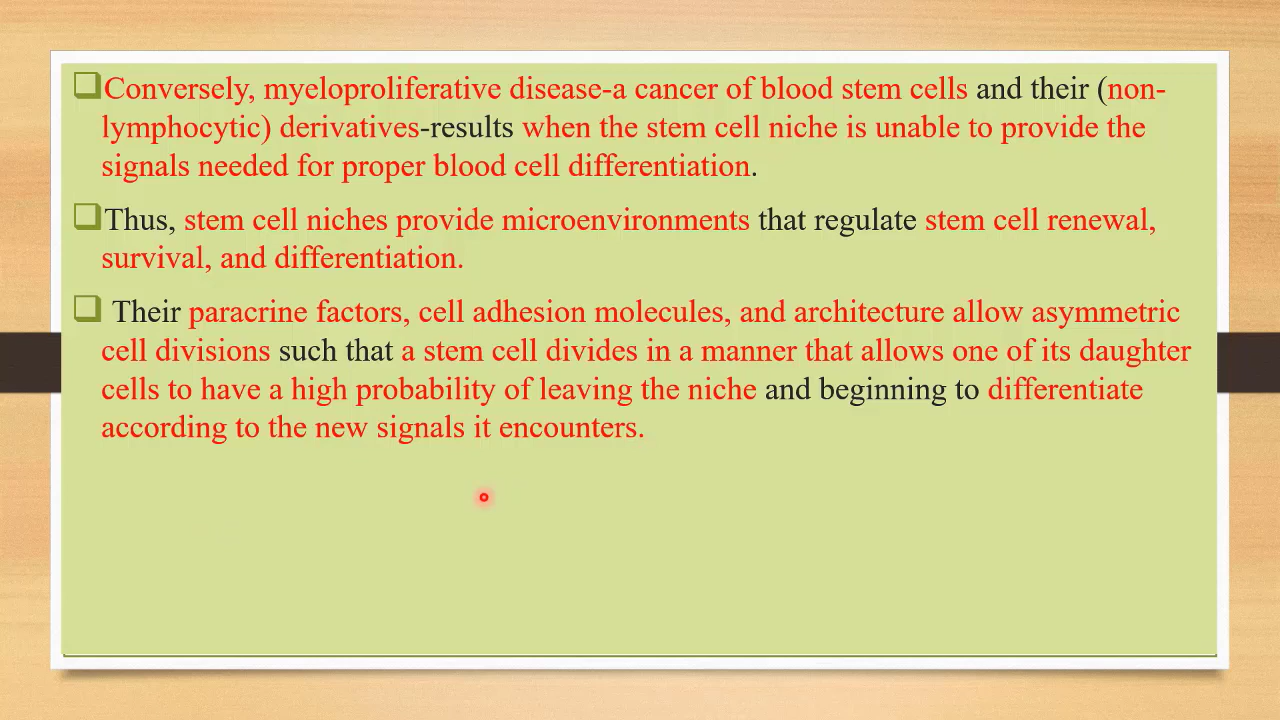 Conversely, myeloproliferative disease-a cancer of blood stem cells and their (non-
lymphocytic) derivatives-results when the stem cell niche is unable to provide the
signals needed for proper blood cell differentiation.
Thus, stem cell niches provide microenvironments that regulate stem cell renewal,
survival, and differentiation.
Their paracrine factors, cell adhesion molecules, and architecture allow asymmetric
cell divisions such that a stem cell divides in a manner that allows one of its daughter
cells to have a high probability of leaving the niche and beginning to differentiate
according to the new signals it encounters.